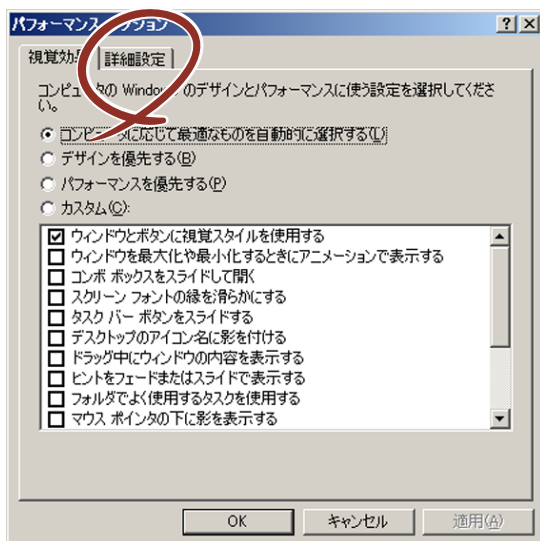 パフォーマンス オプション
視覚効果
詳細設定
コンピュータの Windows のデザインとパフォーマンスに使う設定を選択してくださ
い。
コンピュータに応じて最適なものを自動的に選択する(L)
デザインを優先する(B)
パフォーマンスを優先する(P)
カスタム(C):
ウィンドウとボタンに視覚スタイルを使用する
ウィンドウを最大化や最小化するときにアニメーションで表示する
コンボ ボックスをスライドして開く
スクリーン フォントの縁を滑らかにする
タスク バー ボタンをスライドする
デスクトップのアイコン名に影を付ける
ドラッグ中にウィンドウの内容を表示する
ヒントをフェードまたはスライドで表示する
フォルダでよく使用するタスクを使用する
マウス ポインタの下に影を表示する
OK
キャンセル
適用(A)